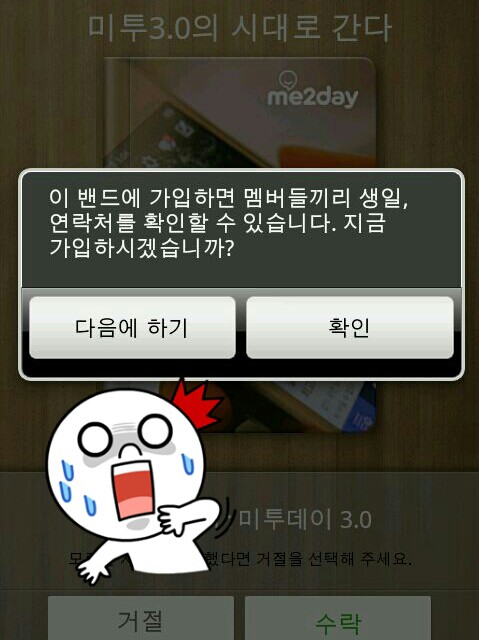 미투3.0의 시대로 간다
me2day
이 밴드에 가입하면 멤버들끼리 생일,
연락처를 확인할 수 있습니다. 지금
가입하시겠습니까?
다음에 하기
확인
미투데이 3.0
했다면 거절을 선택해 주세요.
거절
수락